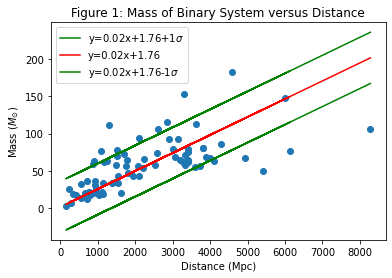 Figure 1: Mass of Binary System versus Distance
y=0.02x+1.76+1σ
y=0.02x+1.76
y=0.02x+1.76-1σ
Mass (M⊙)
200
150
100
50
0
0 1000 2000 3000 4000 5000 6000 7000 8000
Distance (Mpc)